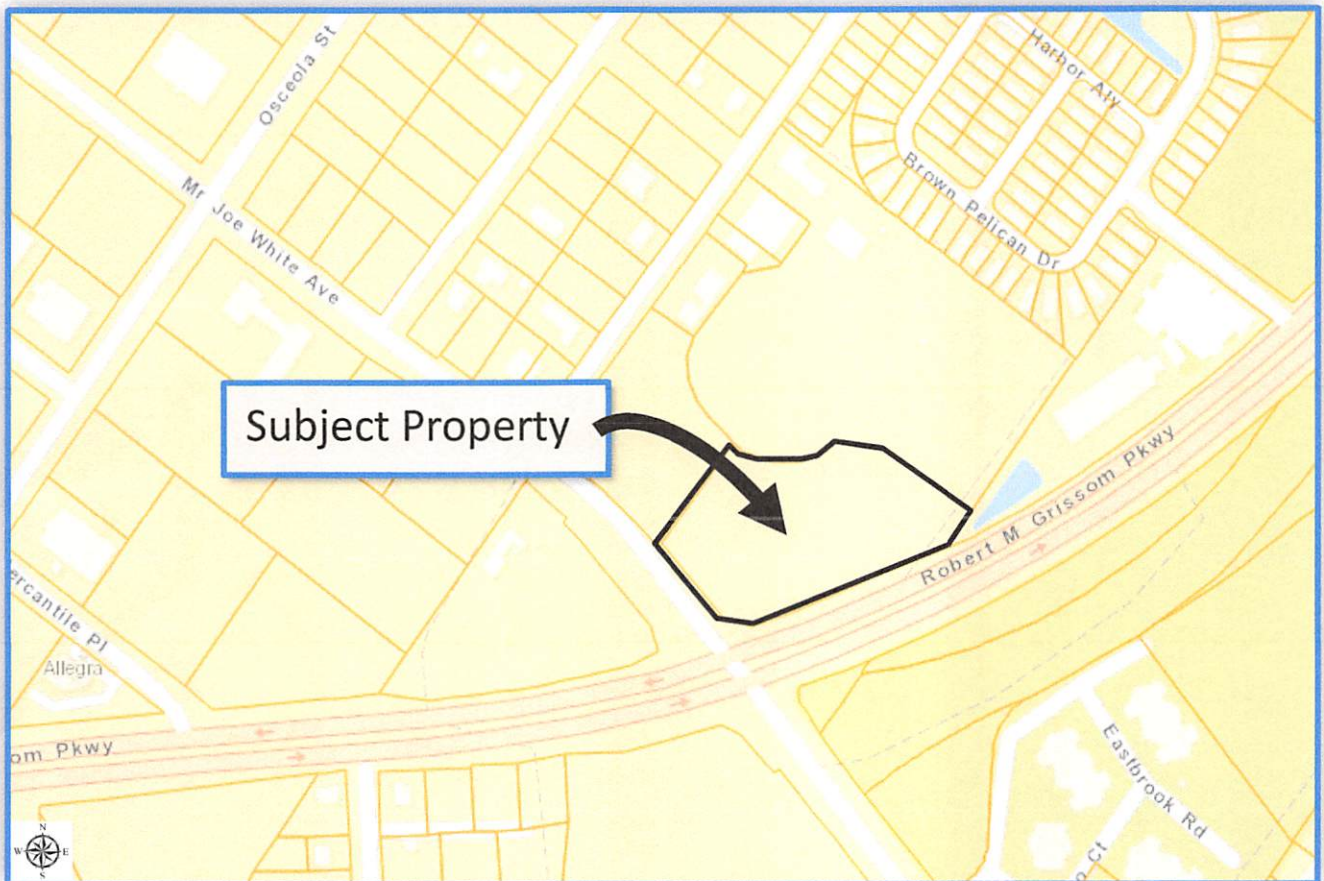 Osceola St
Harbor Aly
Mr Joe White Ave
Brown Pelican Dr
Subject Property
Robert M Grissom Pkwy
ercantile Pl
Allegra
om Pkwy
Eastbrook Rd
o Ct
N
W
E
S